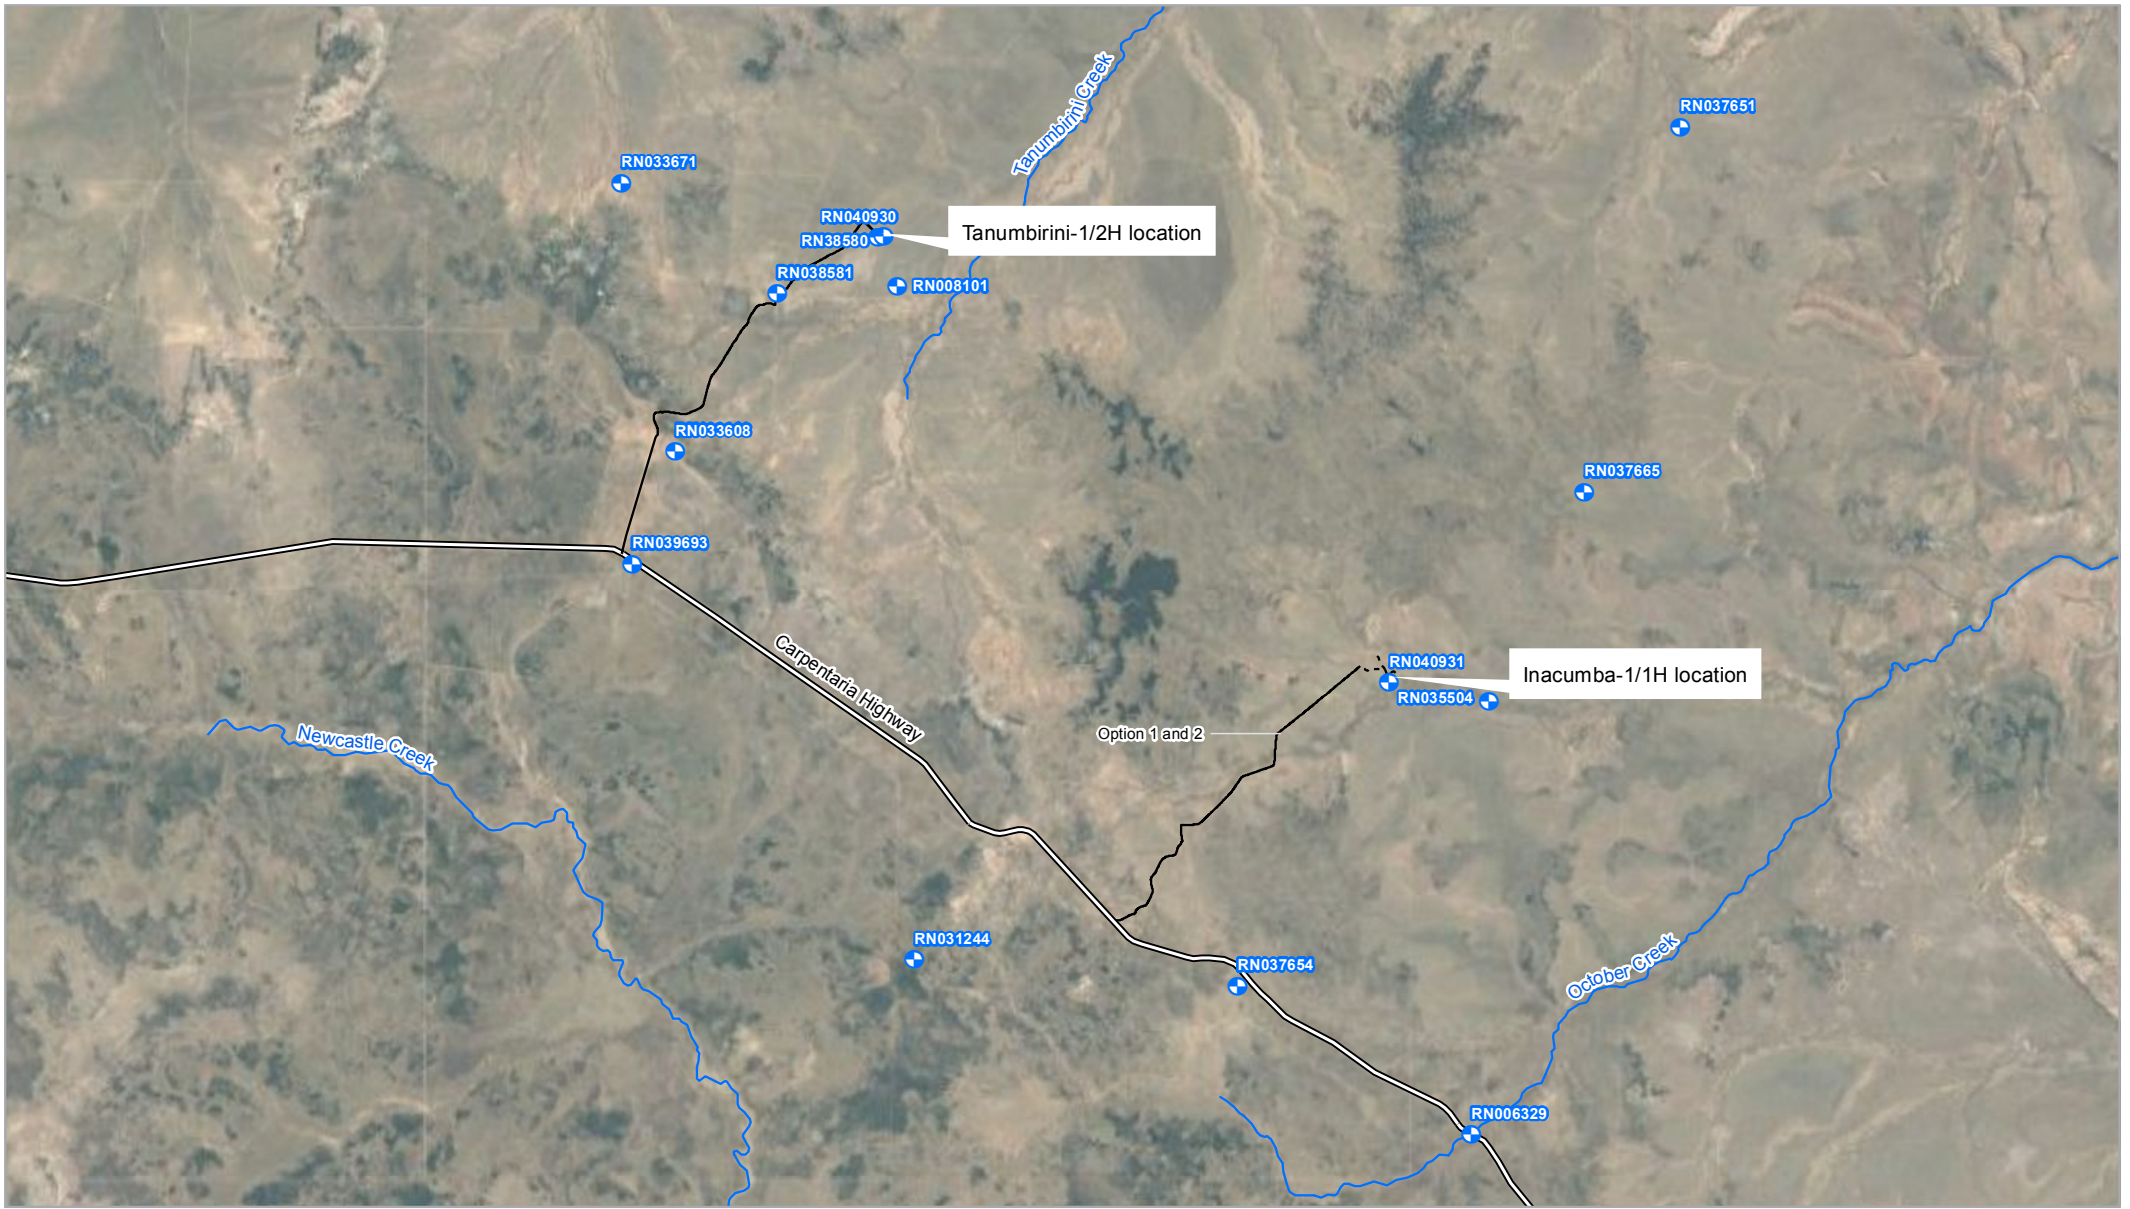 Tanumbirini Creek
RN037651
RN033671
RN040930
Tanumbirini-1/2H location
RN38580
RN038581
RN008101
RN033608
RN037665
RN039693
Carpentaria Highway
RN040931
Inacumba-1/1H location
RN035504
Option 1 and 2
Newcastle Creek
RN031244
RN037654
October Creek
RN006329